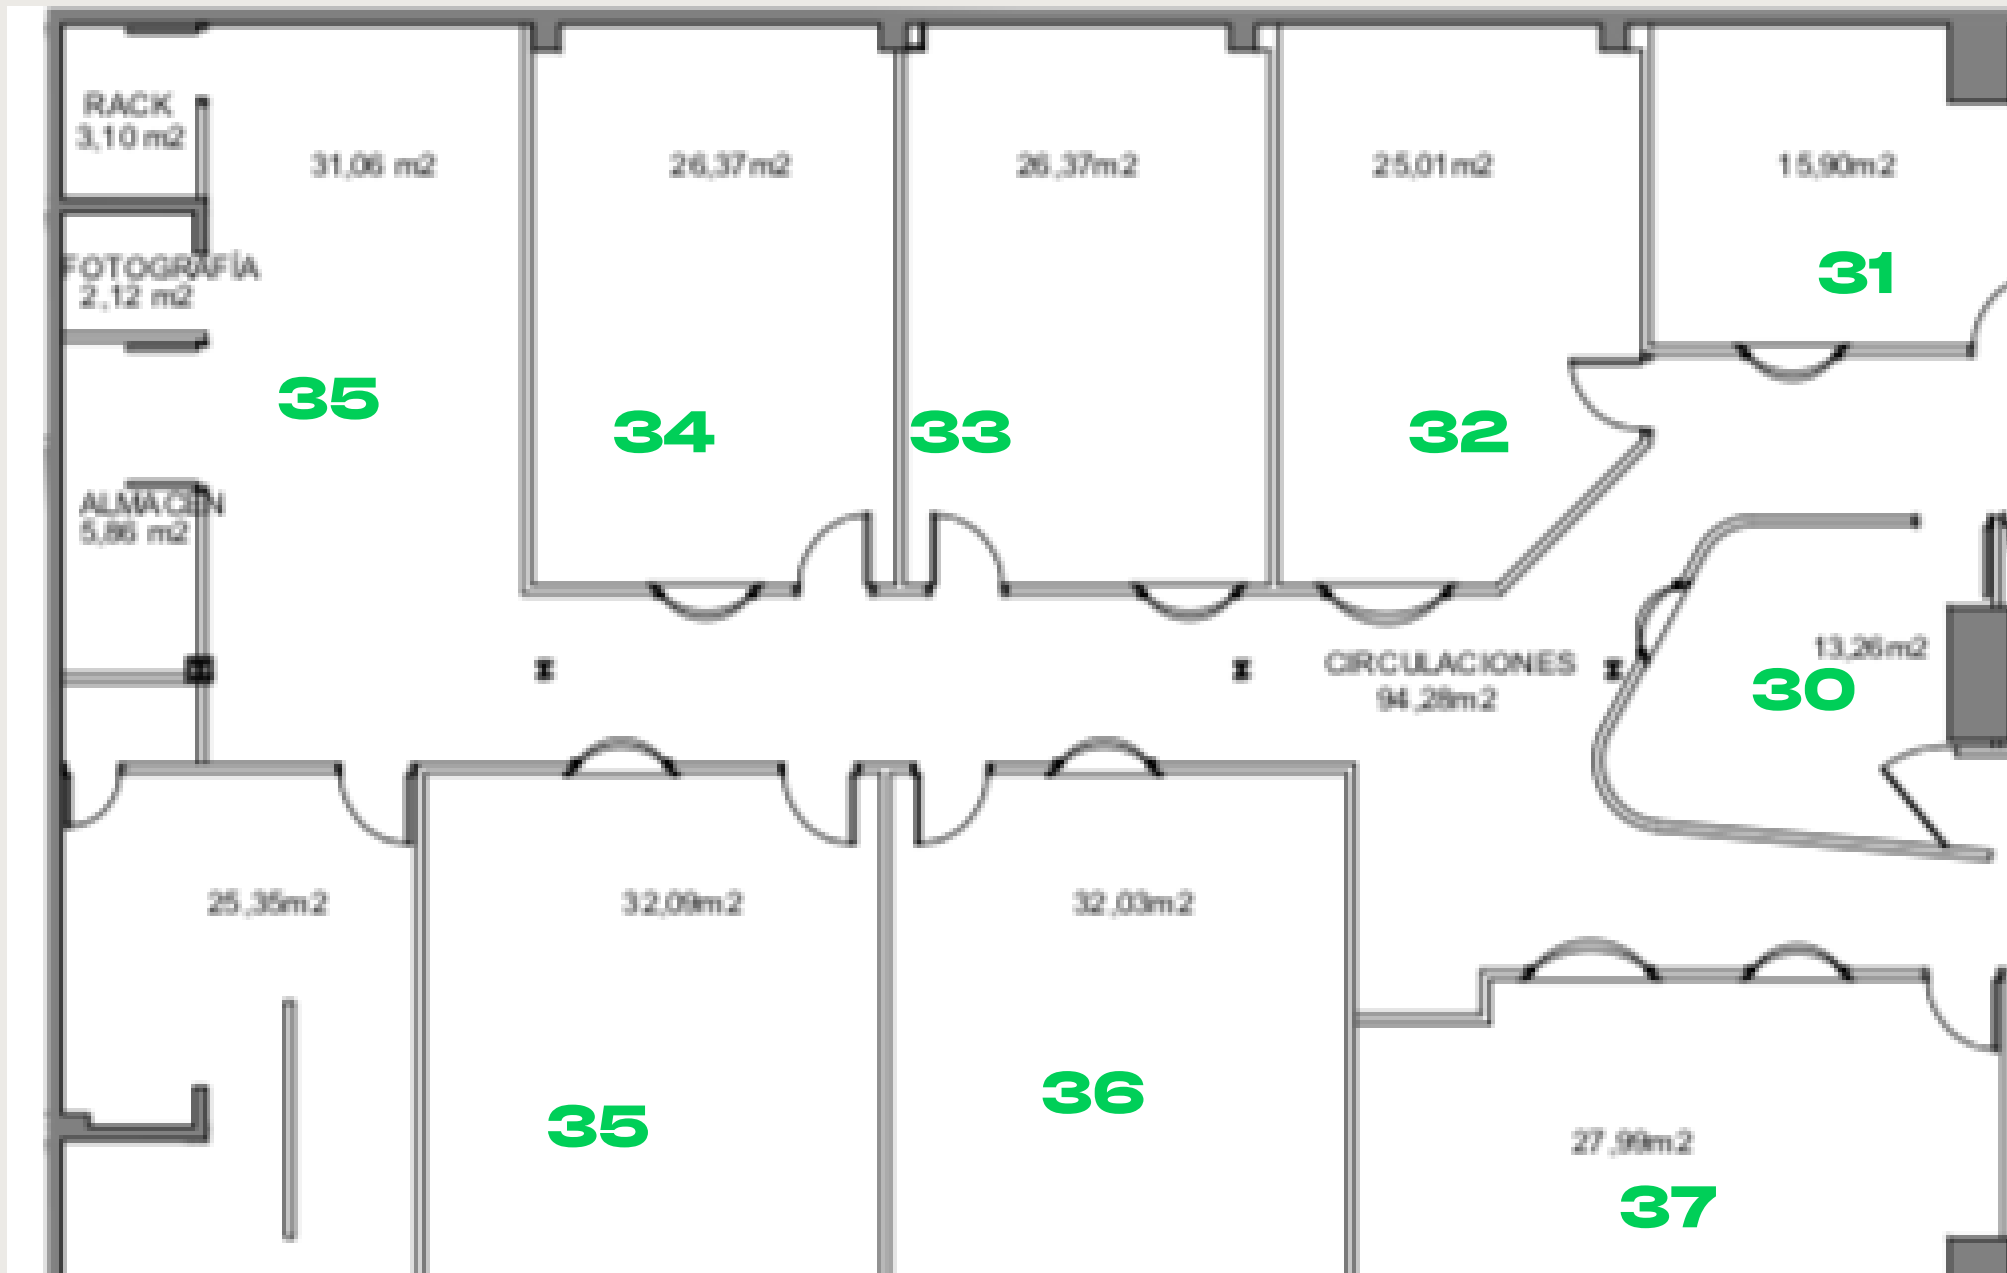 RACK
3,10 m2
31,06 m2
26,37m2
26,37m2
25,01m2
15,90m2
FOTOGRAFÍA
2,12 m2
31
35
34
33
32
ALMACEN
5,86 m2
CIRCULACIONES
94,28m2
13,26m2
30
25,35m2
32,09m2
32,03m2
35
36
27,99m2
37